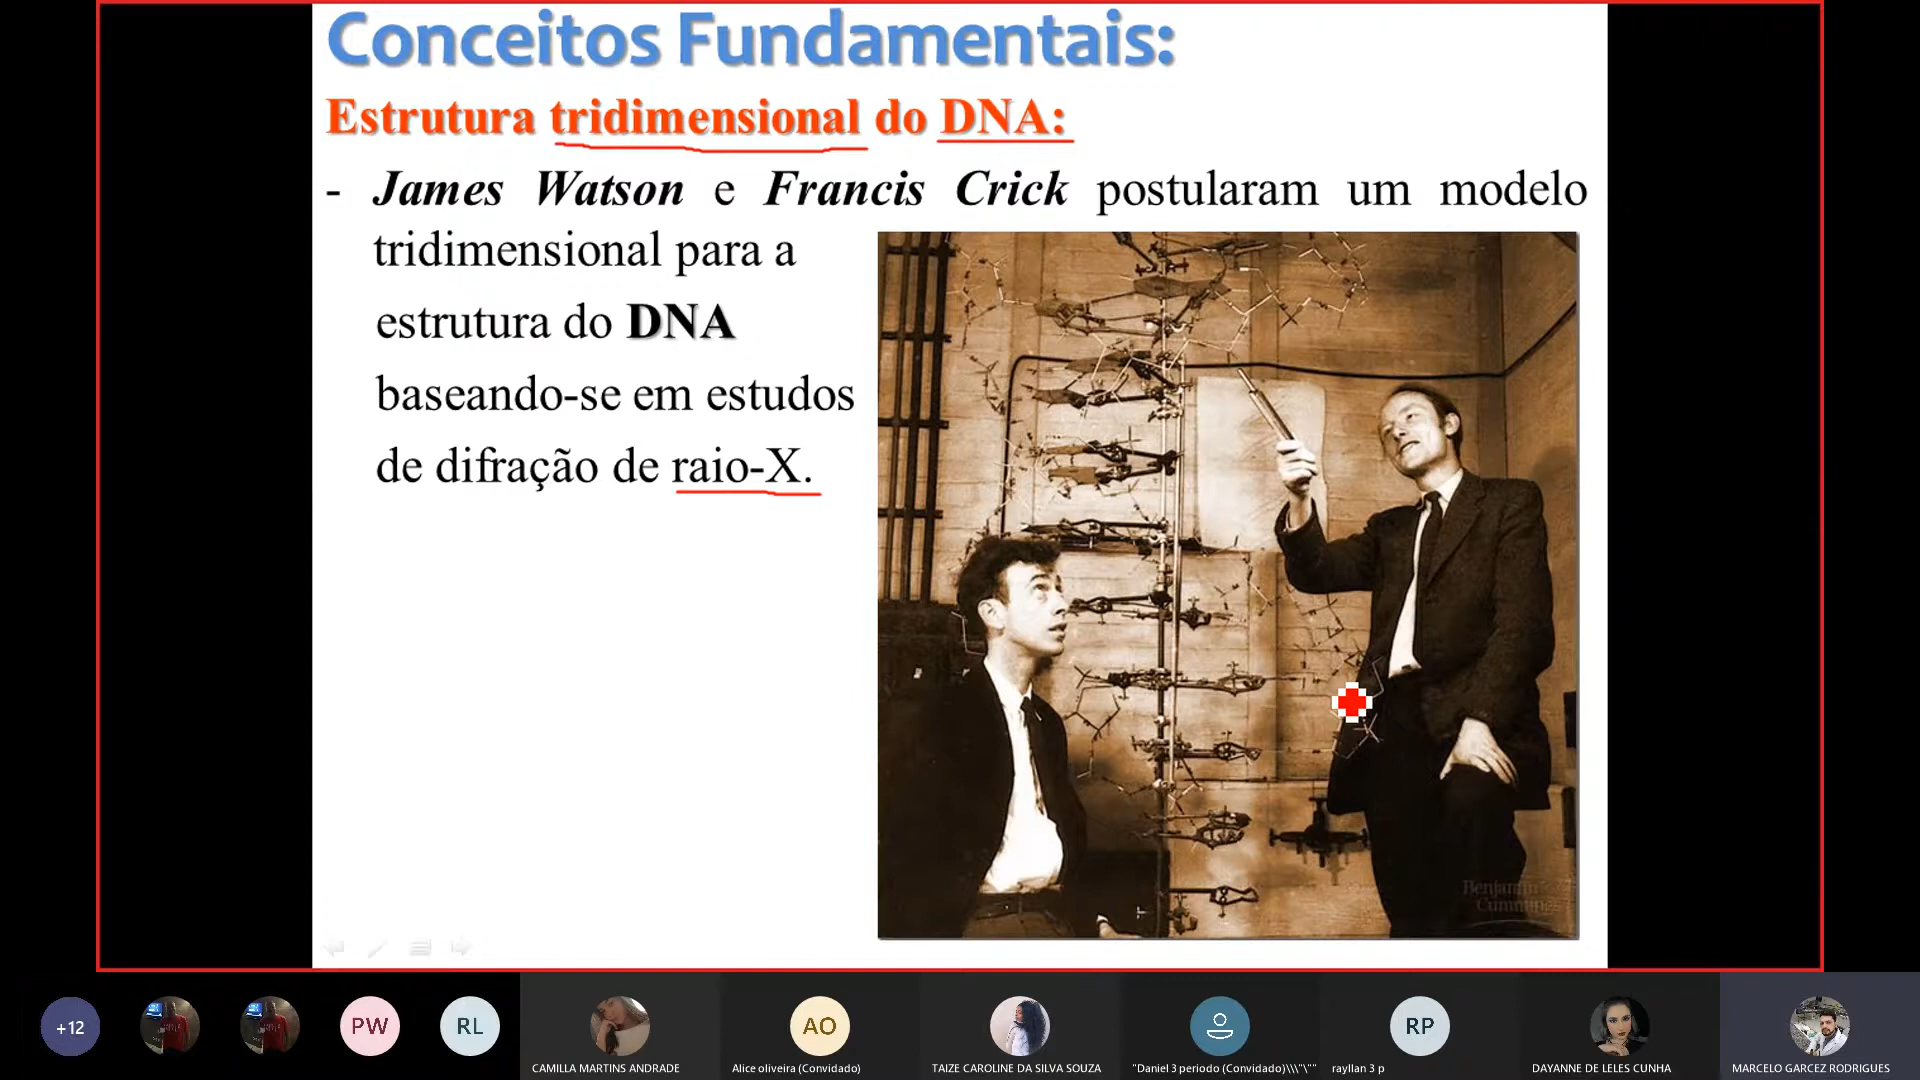 Conceitos Fundamentais:
Estrutura tridimensional do DNA:
- James Watson e Francis Crick postularam um modelo
tridimensional para a
estrutura do DNA
baseando-se em estudos
de difração de raio-X.
Benjamin
Cummings
+12
PW
RL
AO
RP
CAMILLA MARTINS ANDRADE
Alice oliveira (Convidado)
TAIZE CAROLINE DA SILVA SOUZA
"Daniel 3 periodo (Convidado)\\\"\""
rayllan 3 p
DAYANNE DE LELES CUNHA
MARCELO GARCEZ RODRIGUES